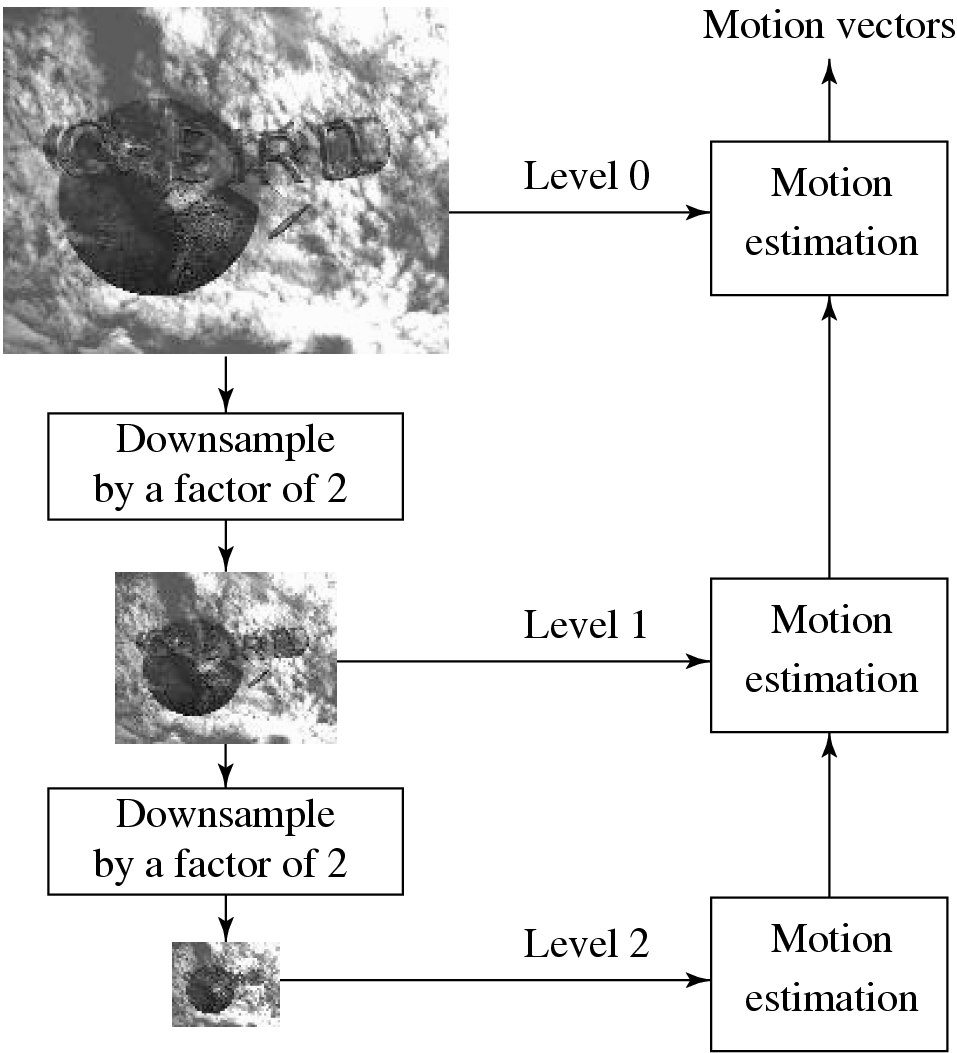 Motion vectors
C-BIRD
Level 0
Motion
estimation
Downsample
by a factor of 2
Level 1
Motion
estimation
Downsample
by a factor of 2
Level 2
Motion
estimation